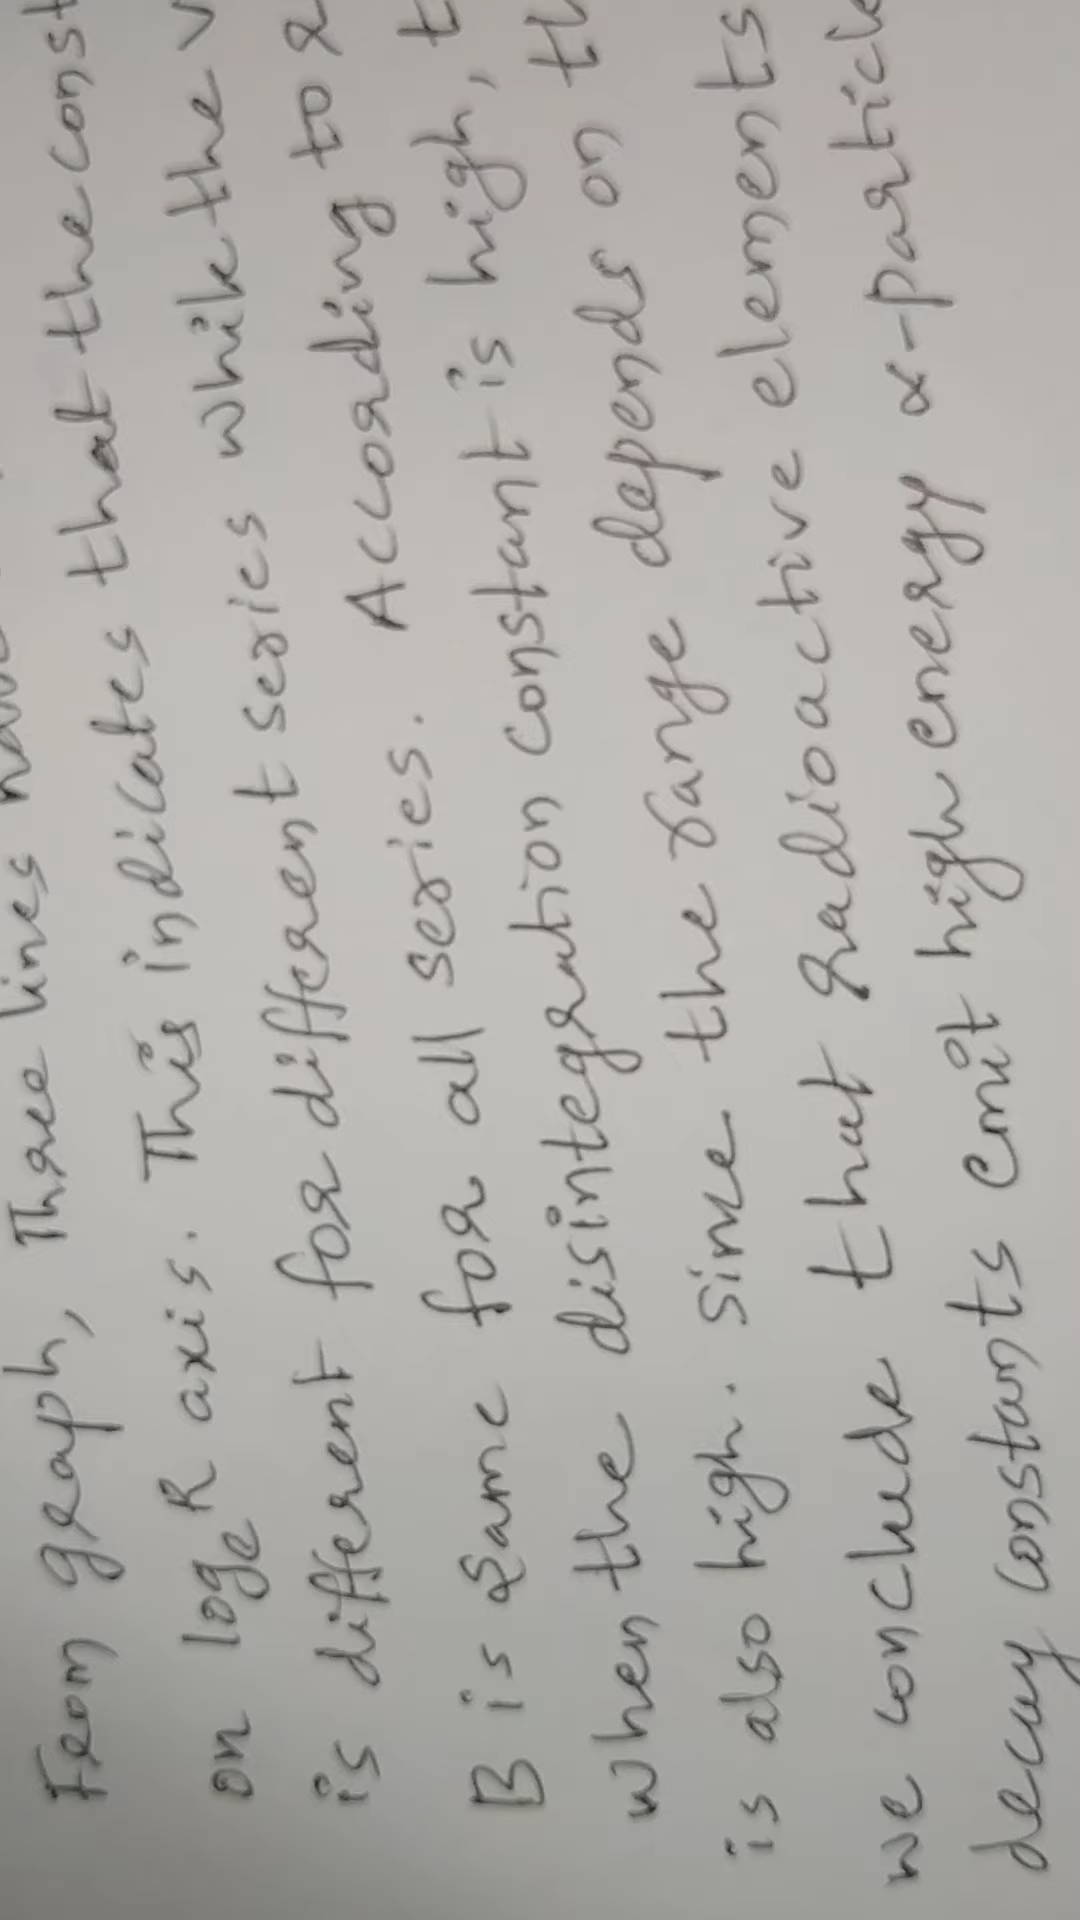 From graph, Three lines have
on logeR axis. This indicates that the const
is different for different series while the v
B is same for all series. According to r
when the disintegration constant is high, t
is also high. Since the range depends on th
we conclude that radioactive elements
decay constants emit high energy α-particle